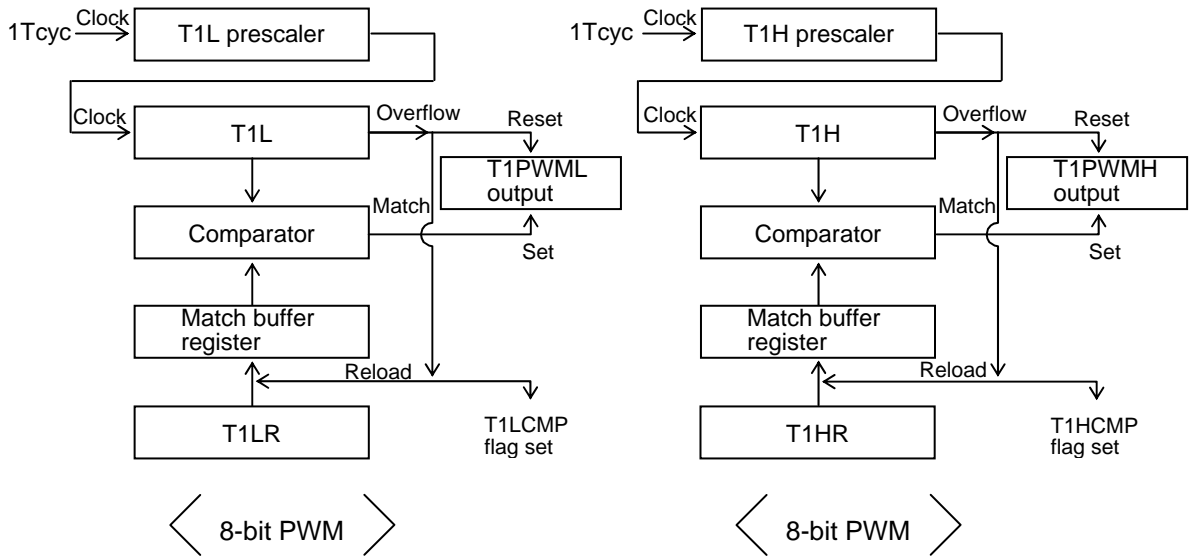 1Tcyc
Clock
T1L prescaler
Clock
T1L
Overflow
Reset
T1PWML
output
Comparator
Match
Set
Match buffer
register
Reload
T1LR
T1LCMP
flag set
8-bit PWM
1Tcyc
Clock
T1H prescaler
Clock
T1H
Overflow
Reset
T1PWMH
output
Comparator
Match
Set
Match buffer
register
Reload
T1HR
T1HCMP
flag set
8-bit PWM